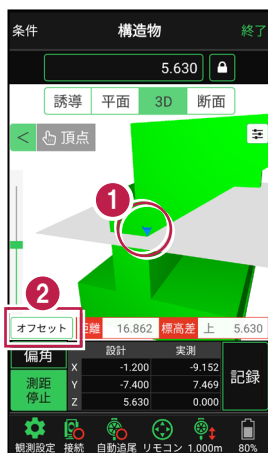 条件 構造物 終了
5.630
誘導 平面 3D 断面
< 頂点
1
2
オフセット 距離 16.862 標高差 上 5.630
偏角 設計 実測
X -1.200 -9.152
測距停止 Y -7.400 7.469 記録
Z 5.630 0.000
観測設定 接続 自動追尾 リモコン 1.000m 80%